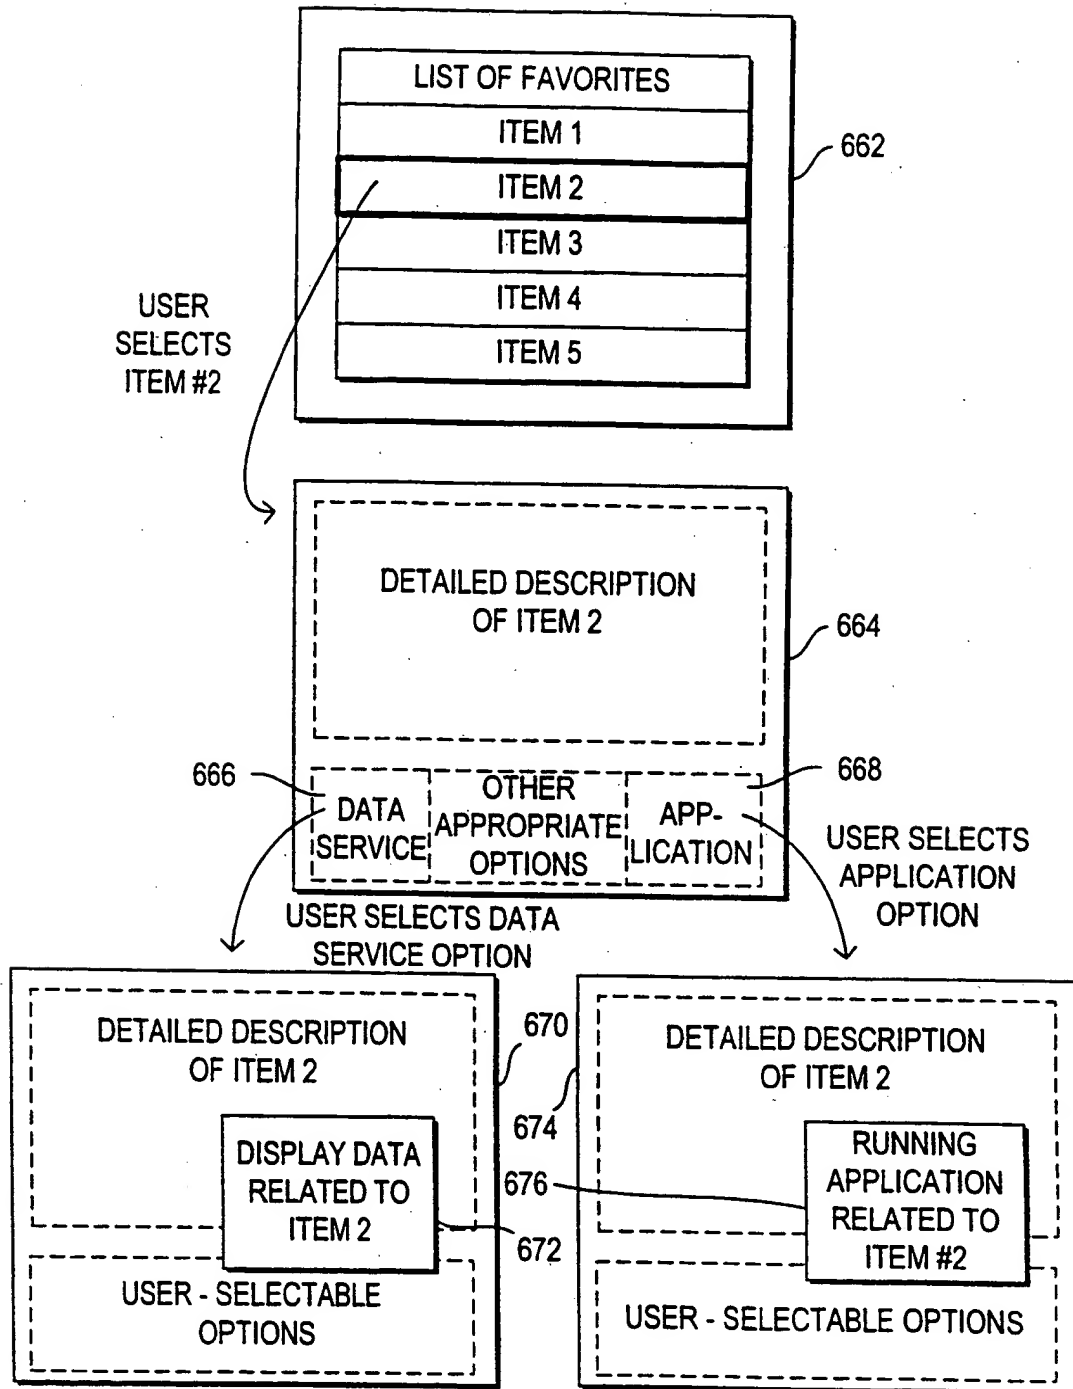 LIST OF FAVORITES
ITEM 1
662
ITEM 2
ITEM 3
ITEM 4
ITEM 5
USER
SELECTS
ITEM #2
DETAILED DESCRIPTION
OF ITEM 2
664
666
668
DATA
SERVICE
OTHER
APPROPRIATE
OPTIONS
APP-
LICATION
USER SELECTS
APPLICATION
OPTION
USER SELECTS DATA
SERVICE OPTION
DETAILED DESCRIPTION
OF ITEM 2
670
DISPLAY DATA
RELATED TO
ITEM 2
672
USER - SELECTABLE
OPTIONS
674
DETAILED DESCRIPTION
OF ITEM 2
676
RUNNING
APPLICATION
RELATED TO
ITEM #2
USER - SELECTABLE OPTIONS